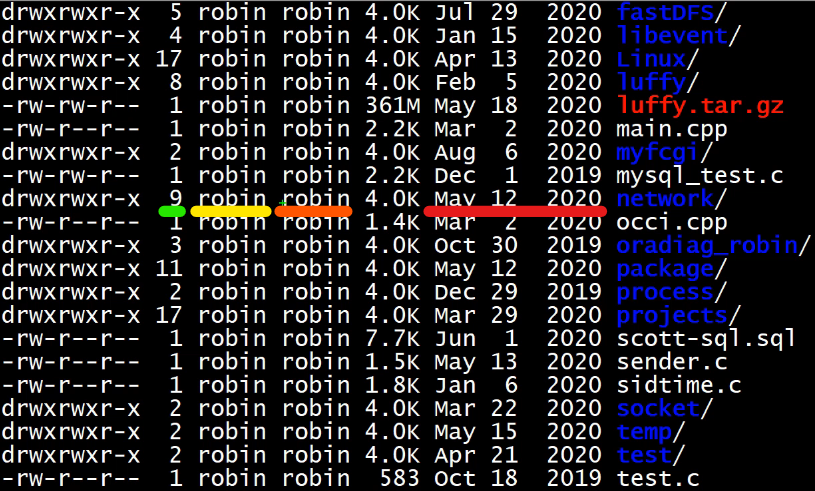 drwxrwxr-x 5 robin robin 4.0K Jul 29 2020 fastDFS/
drwxrwxr-x 4 robin robin 4.0K Jan 15 2020 libevent/
drwxrwxr-x 17 robin robin 4.0K Apr 13 2020 Linux/
drwxrwxr-x 8 robin robin 4.0K Feb 5 2020 luffy/
-rw-rw-r-- 1 robin robin 361M May 18 2020 luffy.tar.gz
-rw-r--r-- 1 robin robin 2.2K Mar 2 2020 main.cpp
drwxrwxr-x 2 robin robin 4.0K Aug 6 2020 myfcgi/
-rw-r--r-- 1 robin robin 2.2K Dec 1 2019 mysql_test.c
drwxrwxr-x 9 robin robin 4.0K May 12 2020 network/
-rw-r--r-- 1 robin robin 1.4K Mar 2 2020 occi.cpp
drwxrwxr-x 3 robin robin 4.0K Oct 30 2019 oradiag_robin/
drwxrwxr-x 11 robin robin 4.0K May 12 2020 package/
drwxrwxr-x 2 robin robin 4.0K Dec 29 2019 process/
drwxrwxr-x 17 robin robin 4.0K Mar 29 2020 projects/
-rw-r--r-- 1 robin robin 7.7K Jun 1 2020 scott-sql.sql
-rw-r--r-- 1 robin robin 1.5K May 13 2020 sender.c
-rw-r--r-- 1 robin robin 1.8K Jan 6 2020 sidtime.c
drwxrwxr-x 2 robin robin 4.0K Mar 22 2020 socket/
drwxrwxr-x 2 robin robin 4.0K May 15 2020 temp/
drwxrwxr-x 2 robin robin 4.0K Apr 21 2020 test/
-rw-r--r-- 1 robin robin 583 Oct 18 2019 test.c